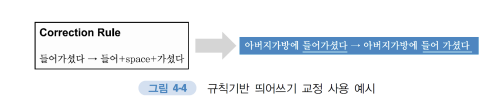 Correction Rule
들어가셨다 → 들어+space+가셨다
아버지가방에 들어가셨다 → 아버지가방에 들어 가셨다
그림 4-4 규칙기반 띄어쓰기 교정 사용 예시